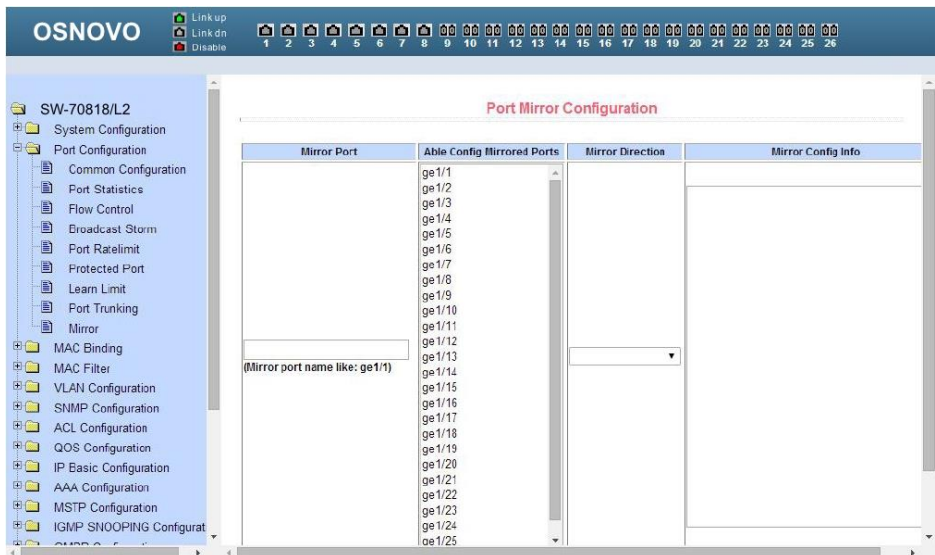 OSNOVO
Link up
Link dn
Disable
1 2 3 4 5 6 7 8 9 10 11 12 13 14 15 16 17 18 19 20 21 22 23 24 25 26
SW-70818/L2
System Configuration
Port Configuration
Common Configuration
Port Statistics
Flow Control
Broadcast Storm
Port Ratelimit
Protected Port
Learn Limit
Port Trunking
Mirror
MAC Binding
MAC Filter
VLAN Configuration
SNMP Configuration
ACL Configuration
QOS Configuration
IP Basic Configuration
AAA Configuration
MSTP Configuration
IGMP SNOOPING Configurat
Port Mirror Configuration
Mirror Port Able Config Mirrored Ports Mirror Direction Mirror Config Info
(Mirror port name like: ge1/1)
ge1/1
ge1/2
ge1/3
ge1/4
ge1/5
ge1/6
ge1/7
ge1/8
ge1/9
ge1/10
ge1/11
ge1/12
ge1/13
ge1/14
ge1/15
ge1/16
ge1/17
ge1/18
ge1/19
ge1/20
ge1/21
ge1/22
ge1/23
ge1/24
ge1/25